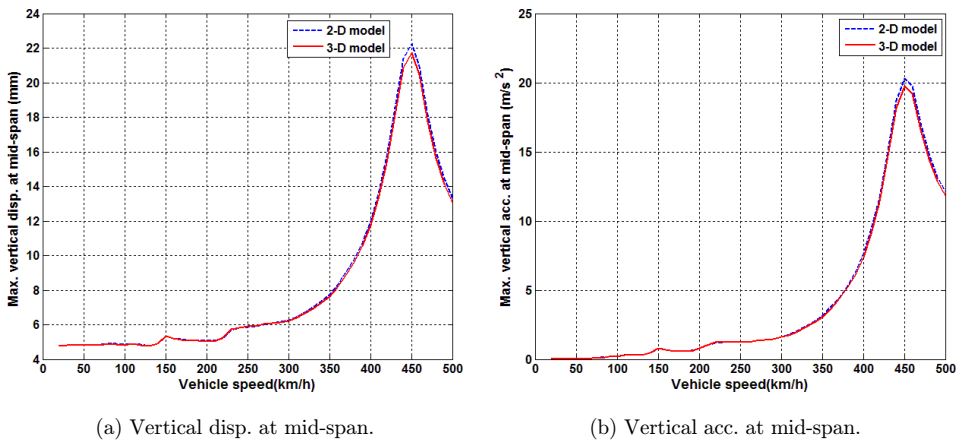 Max. vertical disp. at mid-span (mm)
24
22
20
18
16
14
12
10
8
6
4
0 50 100 150 200 250 300 350 400 450 500
Vehicle speed(km/h)
2-D model
3-D model
(a) Vertical disp. at mid-span.
Max. vertical acc. at mid-span (m/s 2)
25
20
15
10
5
0
0 50 100 150 200 250 300 350 400 450 500
Vehicle speed(km/h)
2-D model
3-D model
(b) Vertical acc. at mid-span.